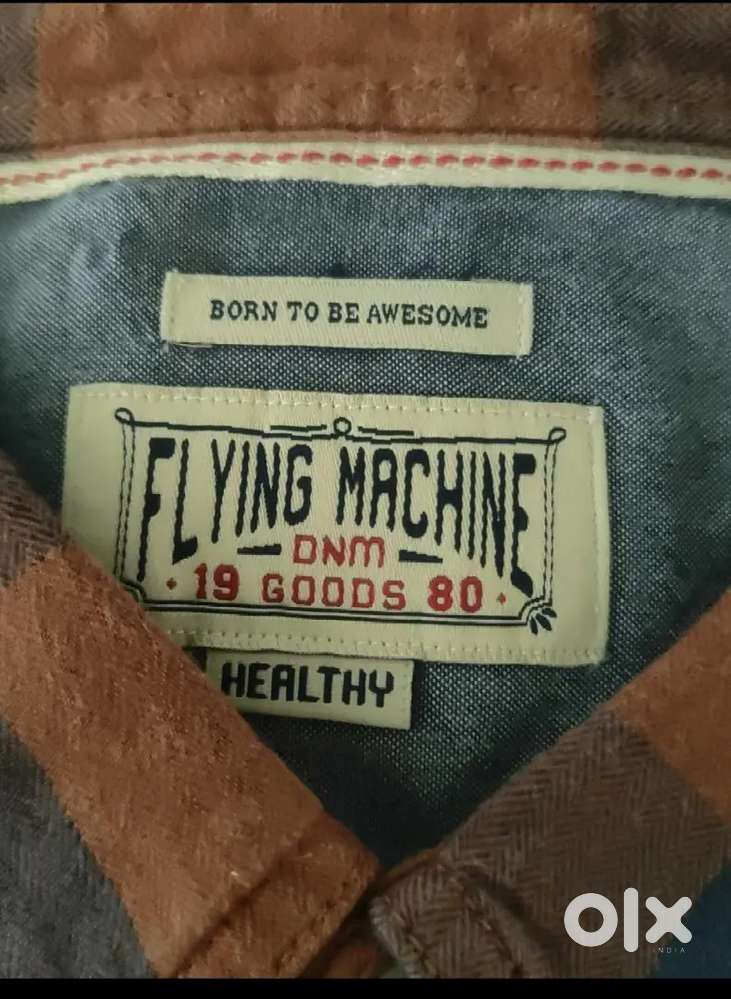 BORN TO BE AWESOME
FLYING MACHINE
DNM
19 GOODS 80
HEALTHY
olx
INDIA